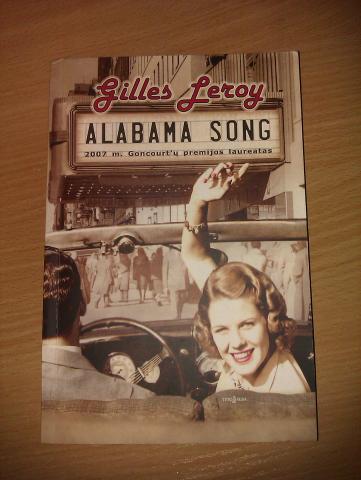 Gilles Leroy
ALABAMA SONG
2007 m. Goncourt'ų premijos laureatas